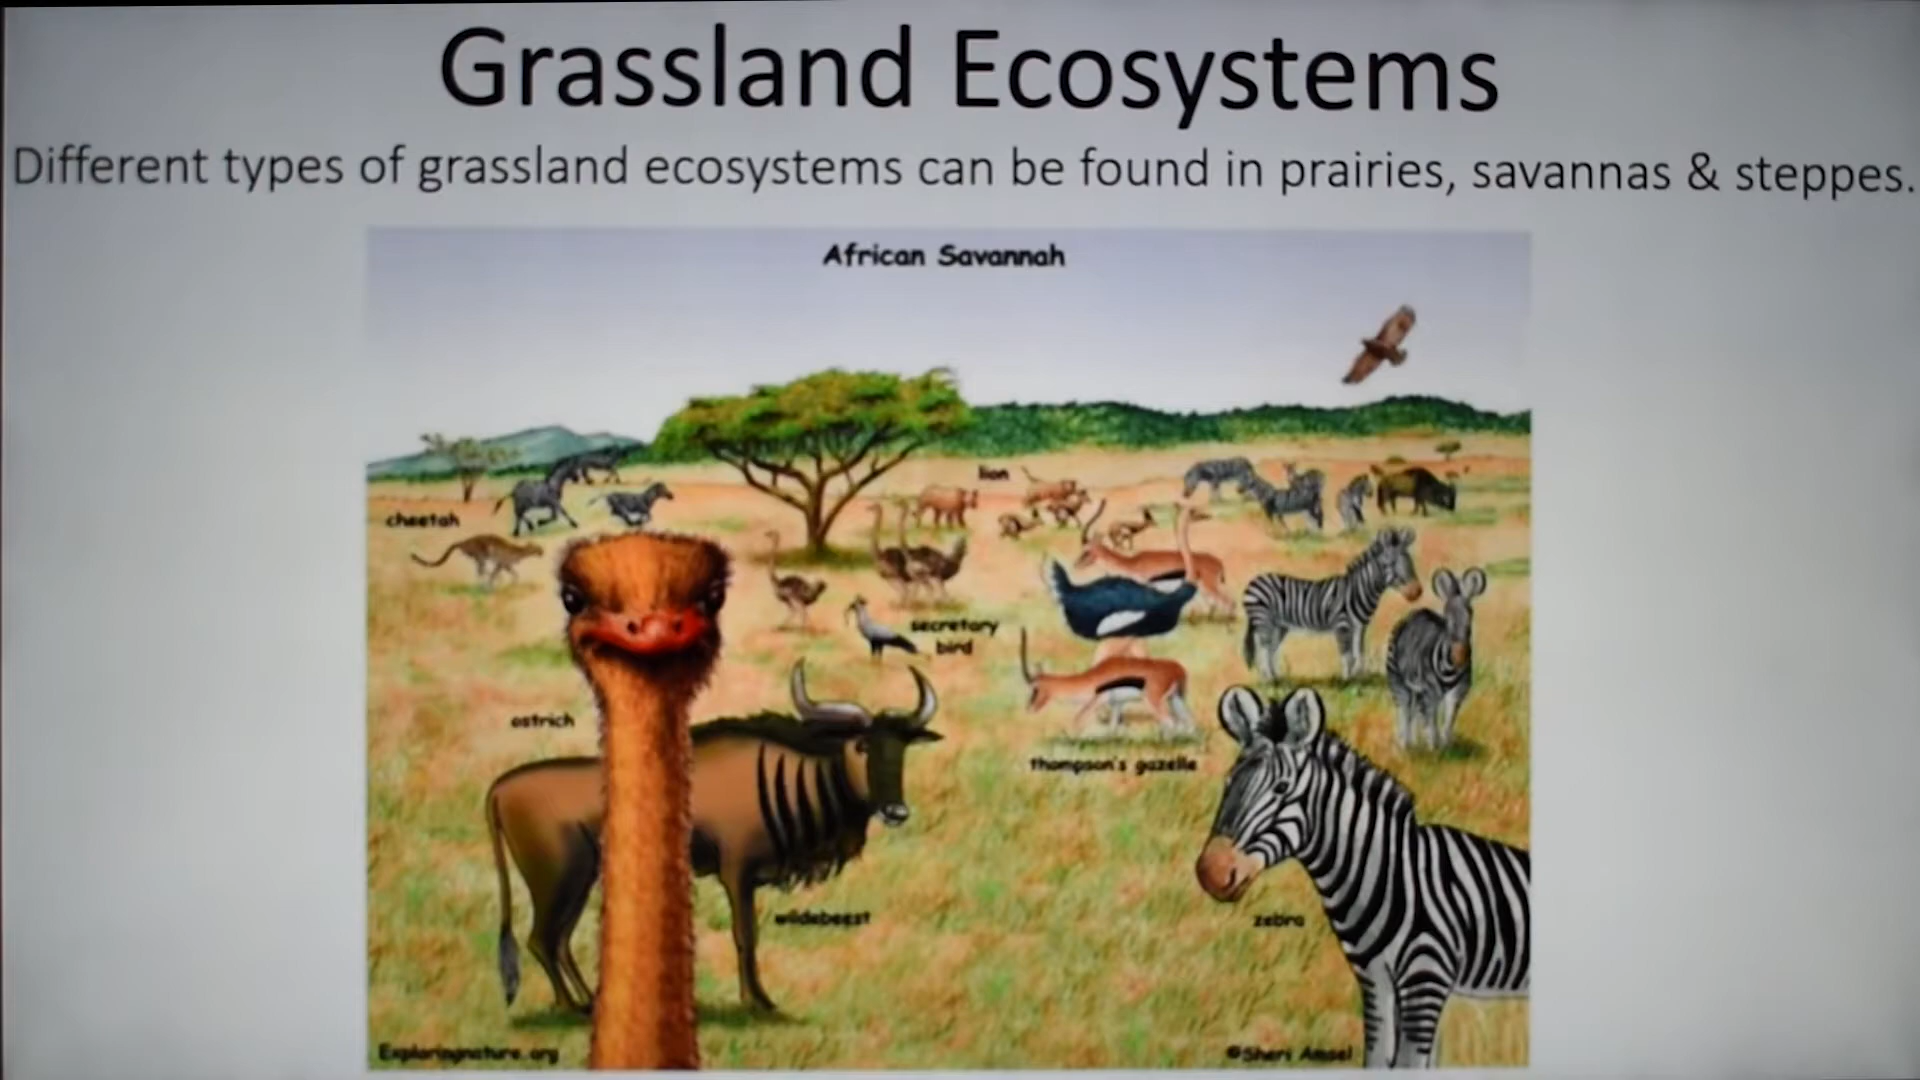 Grassland Ecosystems
Different types of grassland ecosystems can be found in prairies, savannas & steppes.
African Savannah
lion
cheetah
secretary
bird
ostrich
thompson's gazelle
wildebeest
zebra
Exploringnature.org
©Sheri Amsel